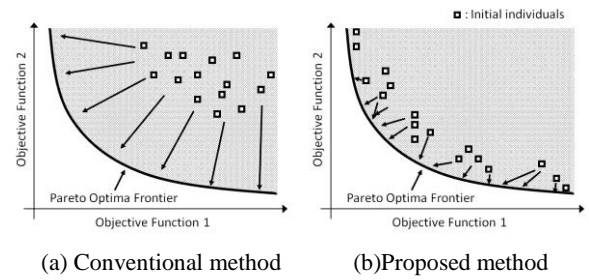 : Initial individuals
Objective Function 2
Pareto Optima Frontier
Objective Function 1
Objective Function 2
Pareto Optima Frontier
Objective Function 1
(a) Conventional method
(b)Proposed method